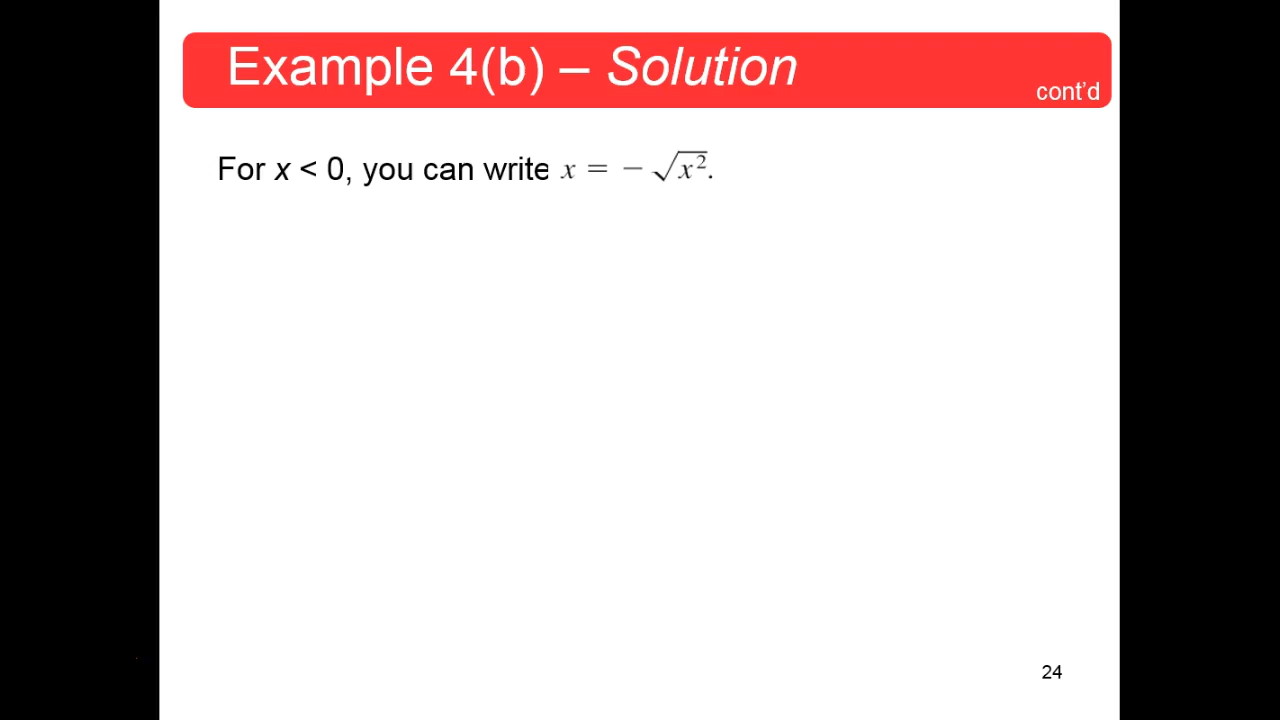 Example 4(b) – Solution
cont’d
For x < 0, you can write x = – √x².
24